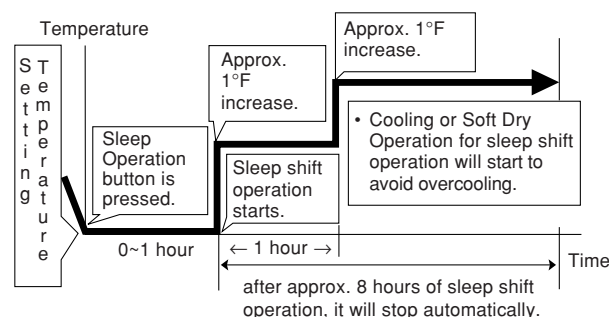 Temperature
Setting
Temperature
Approx.
1°F
increase.
Approx. 1°F
increase.
Sleep
Operation
button is
pressed.
Sleep shift
operation
starts.
• Cooling or Soft Dry
Operation for sleep shift
operation will start to
avoid overcooling.
0~1 hour
← 1 hour →
Time
after approx. 8 hours of sleep shift
operation, it will stop automatically.